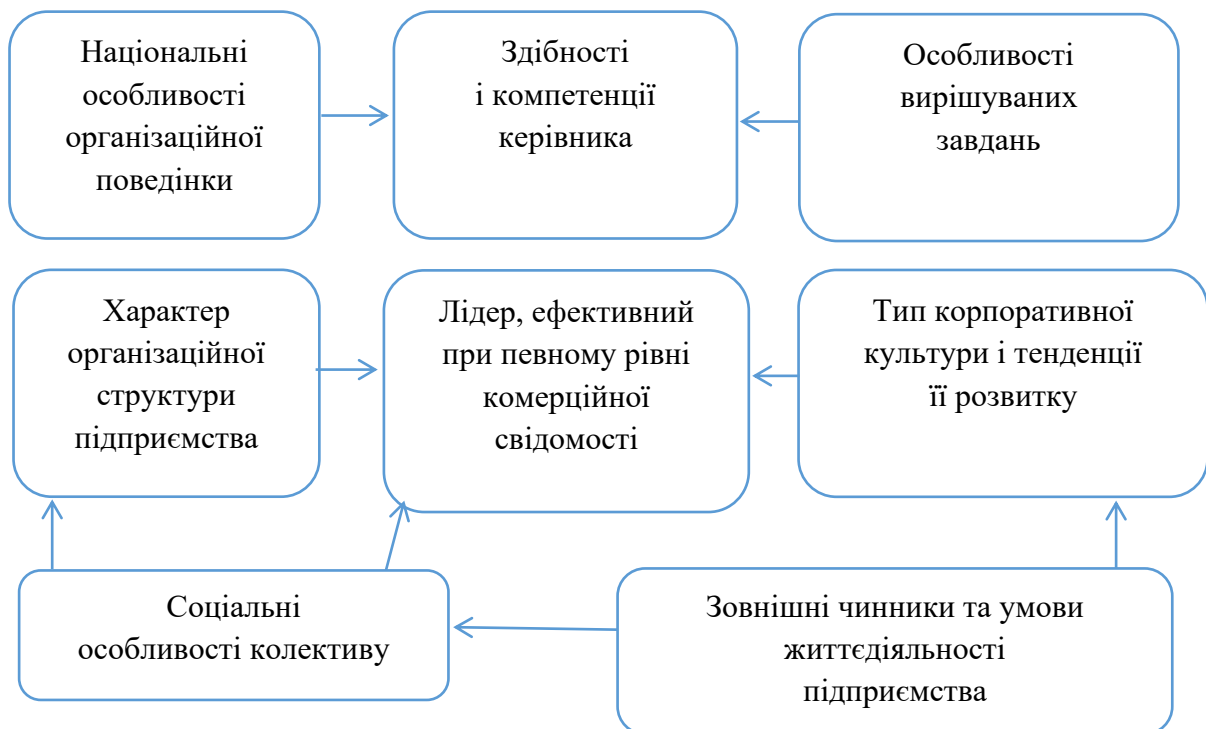 Національні
особливості
організаційної
поведінки
Здібності
і компетенції
керівника
Особливості
вирішуваних
завдань
Характер
організаційної
структури
підприємства
Лідер, ефективний
при певному рівні
комерційної
свідомості
Тип корпоративної
культури і тенденції
її розвитку
Соціальні
особливості колективу
Зовнішні чинники та умови
життєдіяльності
підприємства